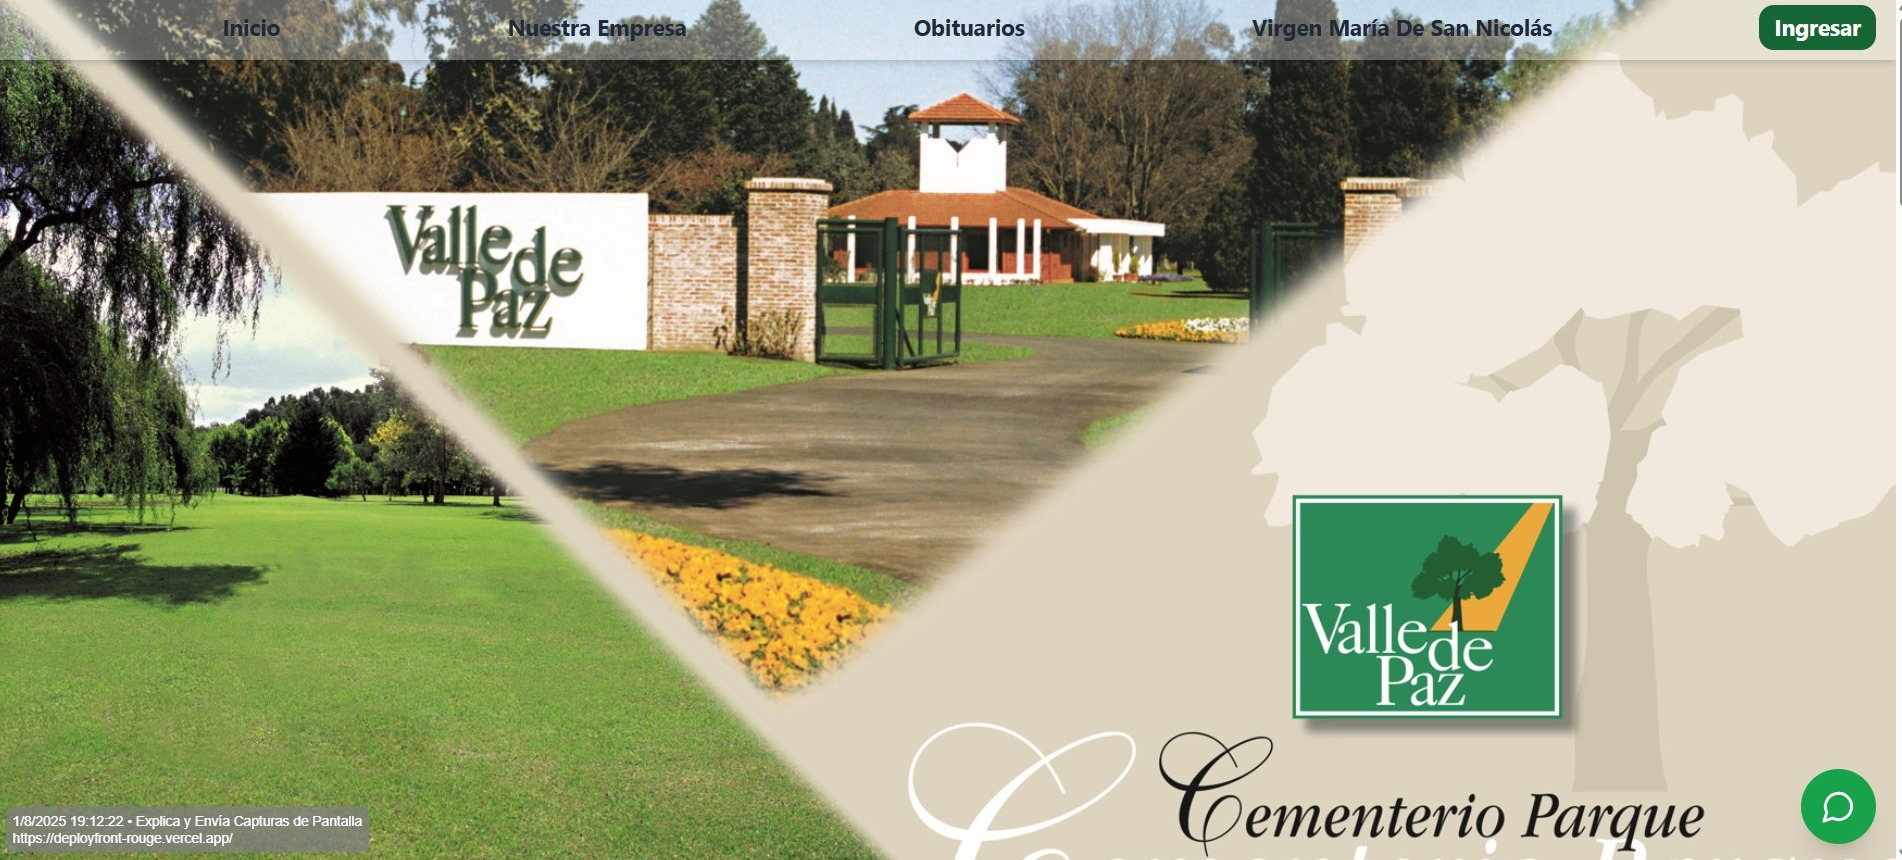 Inicio
Nuestra Empresa
Obituarios
Virgen María De San Nicolás
Ingresar
Valle de
Paz
Valle de
Paz
Cementerio Parque
1/8/2025 19:12:22 • Explica y Envía Capturas de Pantalla
https://deployfront-rouge.vercel.app/